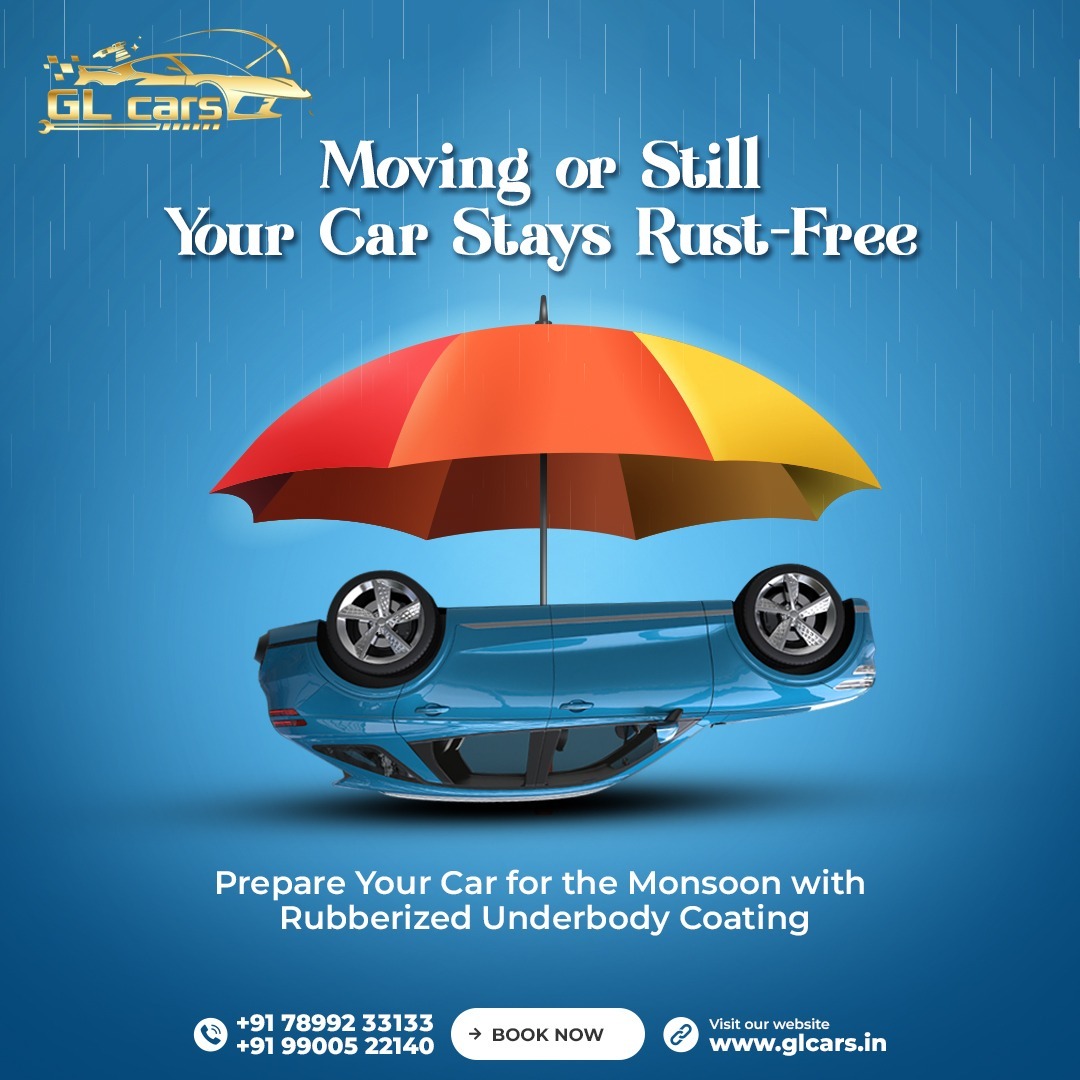 GL cars
Moving or Still
Your Car Stays Rust-Free
Prepare Your Car for the Monsoon with
Rubberized Underbody Coating
+91 78992 33133
+91 99005 22140
BOOK NOW
Visit our website
www.glcars.in